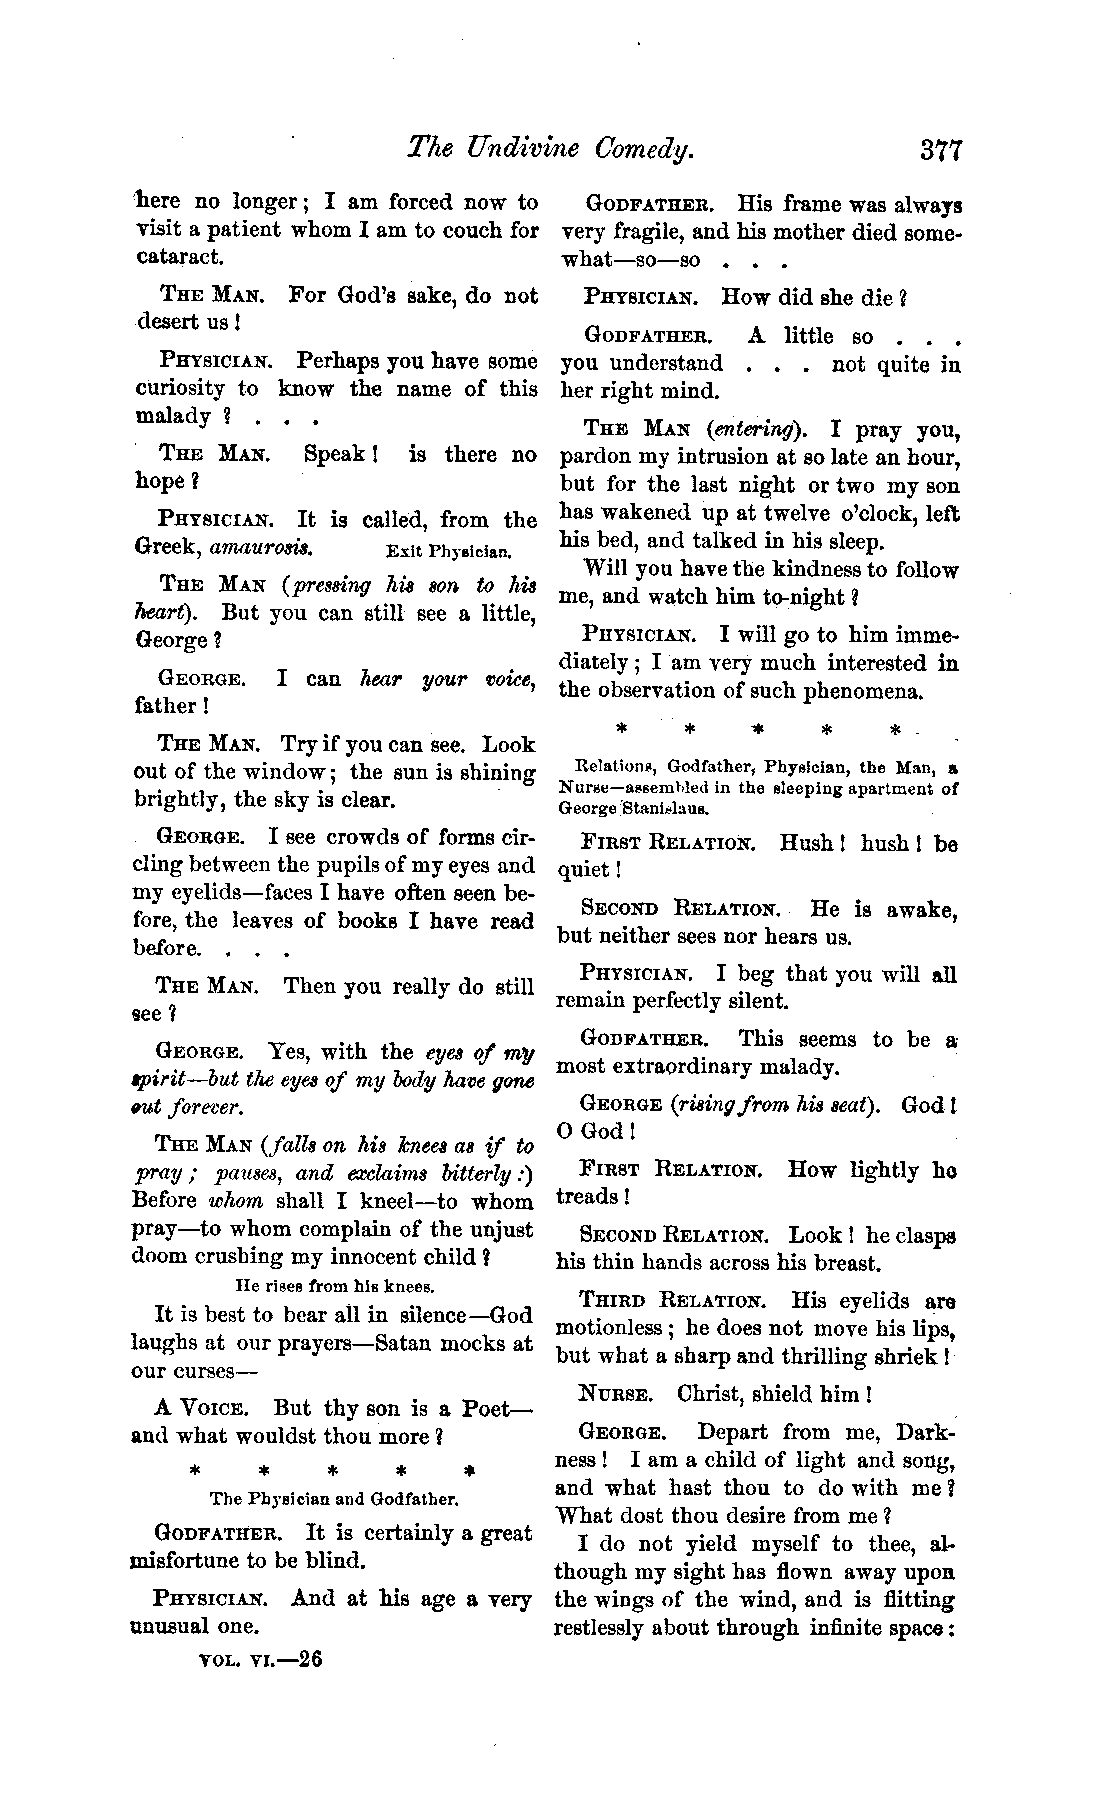 The Undivine Comedy. 377
here no longer; I am forced now to
visit a patient whom I am to couch for
cataract.
THE MAN. For God's sake, do not
desert us!
PHYSICIAN. Perhaps you have some
curiosity to know the name of this
malady? . . .
THE MAN. Speak! is there no
hope?
PHYSICIAN. It is called, from the
Greek, amaurosis. Exit Physician.
THE MAN (pressing his son to his
heart). But you can still see a little,
George?
GEORGE. I can hear your voice,
father!
THE MAN. Try if you can see. Look
out of the window; the sun is shining
brightly, the sky is clear.
GEORGE. I see crowds of forms cir-
cling between the pupils of my eyes and
my eyelids—faces I have often seen be-
fore, the leaves of books I have read
before. . . .
THE MAN. Then you really do still
see?
GEORGE. Yes, with the eyes of my
spirit—but the eyes of my body have gone
out forever.
THE MAN (falls on his knees as if to
pray; pauses, and exclaims bitterly:)
Before whom shall I kneel—to whom
pray—to whom complain of the unjust
doom crushing my innocent child?
He rises from his knees.
It is best to bear all in silence—God
laughs at our prayers—Satan mocks at
our curses—
A VOICE. But thy son is a Poet—
and what wouldst thou more?
* * * * *
The Physician and Godfather.
GODFATHER. It is certainly a great
misfortune to be blind.
PHYSICIAN. And at his age a very
unusual one.
VOL. VI.—26
GODFATHER. His frame was always
very fragile, and his mother died some-
what—so—so . . .
PHYSICIAN. How did she die?
GODFATHER. A little so . . .
you understand . . . not quite in
her right mind.
THE MAN (entering). I pray you,
pardon my intrusion at so late an hour,
but for the last night or two my son
has wakened up at twelve o'clock, left
his bed, and talked in his sleep.
Will you have the kindness to follow
me, and watch him to-night?
PHYSICIAN. I will go to him imme-
diately; I am very much interested in
the observation of such phenomena.
* * * * *
Relations, Godfather, Physician, the Man, a
Nurse—assembled in the sleeping apartment of
George Stanislaus.
FIRST RELATION. Hush! hush! be
quiet!
SECOND RELATION. He is awake,
but neither sees nor hears us.
PHYSICIAN. I beg that you will all
remain perfectly silent.
GODFATHER. This seems to be a
most extraordinary malady.
GEORGE (rising from his seat). God!
O God!
FIRST RELATION. How lightly he
treads!
SECOND RELATION. Look! he clasps
his thin hands across his breast.
THIRD RELATION. His eyelids are
motionless; he does not move his lips,
but what a sharp and thrilling shriek!
NURSE. Christ, shield him!
GEORGE. Depart from me, Dark-
ness! I am a child of light and song,
and what hast thou to do with me?
What dost thou desire from me?
I do not yield myself to thee, al-
though my sight has flown away upon
the wings of the wind, and is flitting
restlessly about through infinite space: